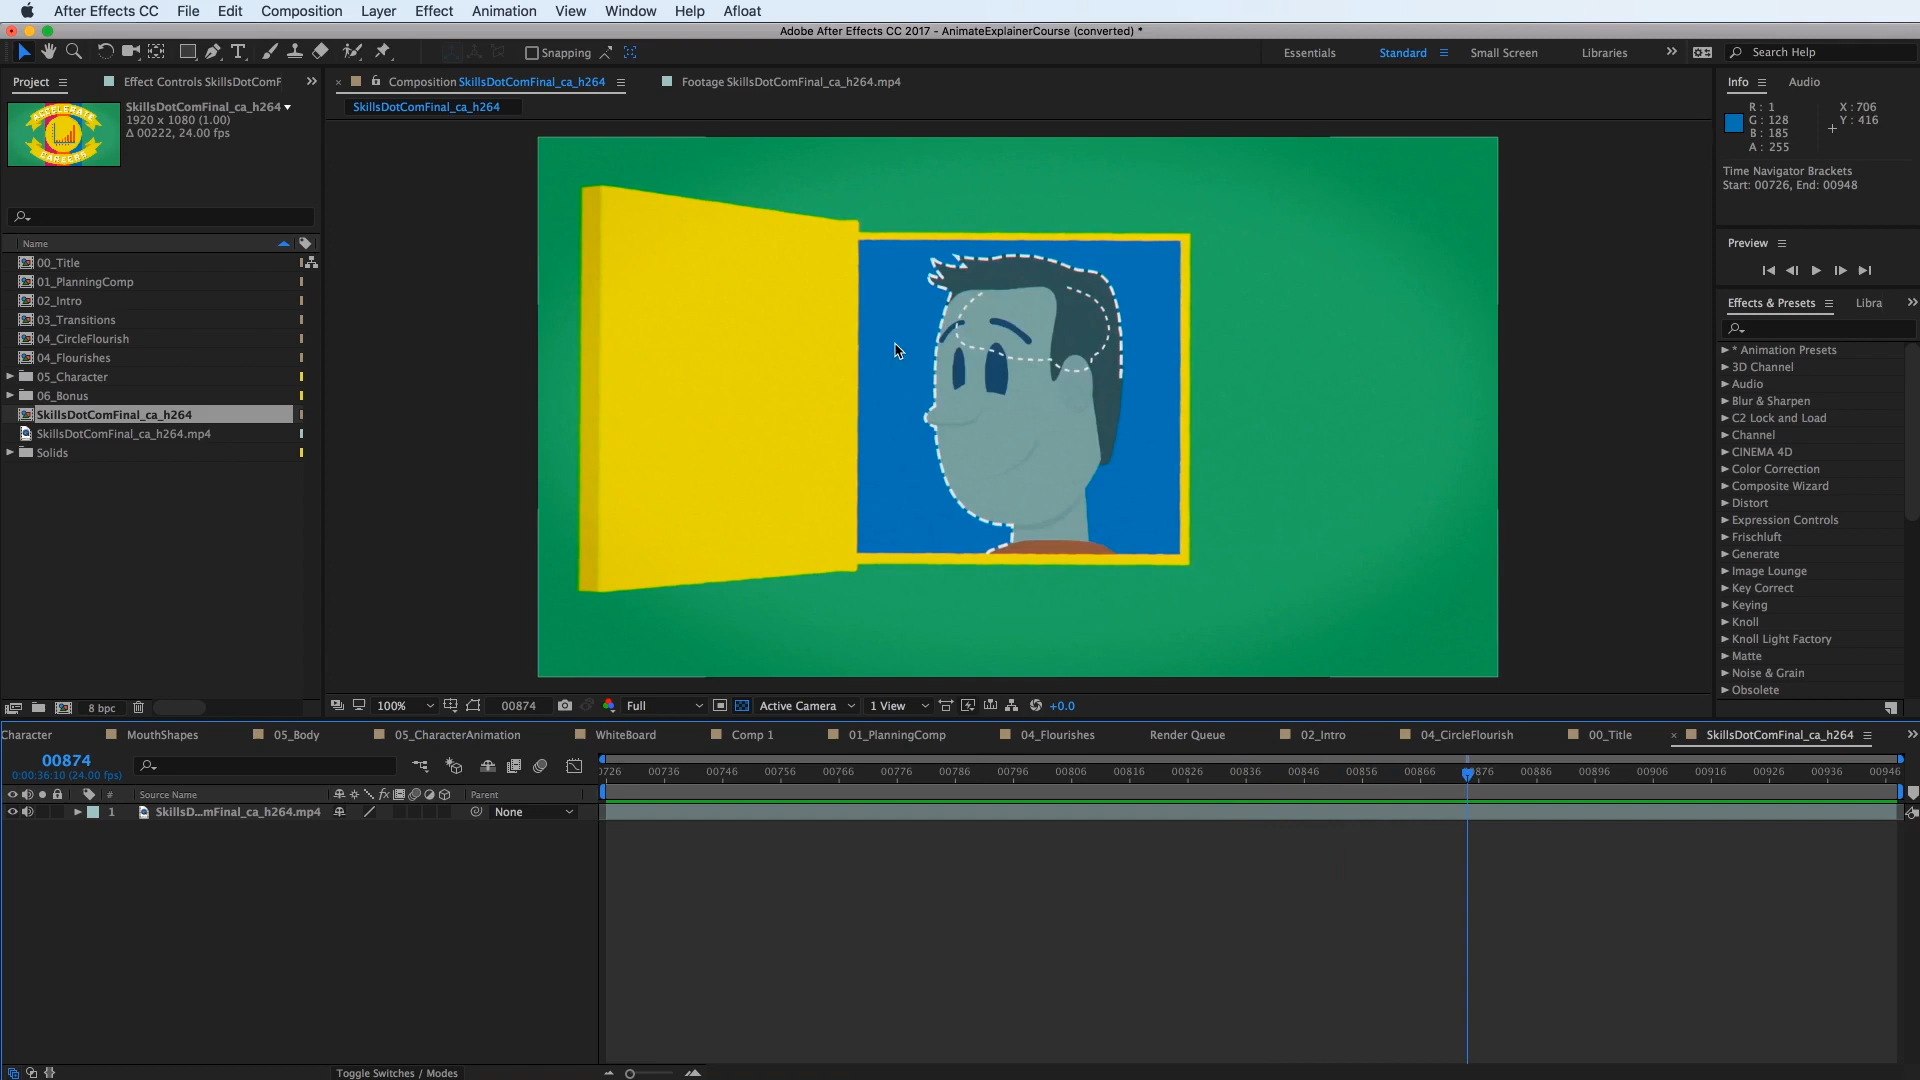 After Effects CC File Edit Composition Layer Effect Animation View Window Help Afloat
Adobe After Effects CC 2017 - AnimateExplainerCourse (converted) *
Snapping
Essentials Standard Small Screen Libraries Search Help
Project Effect Controls SkillsDotComF
Composition SkillsDotComFinal_ca_h264 Footage SkillsDotComFinal_ca_h264.mp4
SkillsDotComFinal_ca_h264
Info Audio
SkillsDotComFinal_ca_h264
1920 x 1080 (1.00)
Δ 00222, 24.00 fps
ACCELERATE
CAREERS
R: 1
G: 128
B: 185
A: 255
X: 706
Y: 416
Time Navigator Brackets
Start: 00726, End: 00948
Preview
Effects & Presets Libra
Name
00_Title
01_PlanningComp
02_Intro
03_Transitions
04_CircleFlourish
04_Flourishes
05_Character
06_Bonus
SkillsDotComFinal_ca_h264
SkillsDotComFinal_ca_h264.mp4
Solids
* Animation Presets
3D Channel
Audio
Blur & Sharpen
C2 Lock and Load
Channel
CINEMA 4D
Color Correction
Composite Wizard
Distort
Expression Controls
Frischluft
Generate
Image Lounge
Key Correct
Keying
Knoll
Knoll Light Factory
Matte
Noise & Grain
Obsolete
8 bpc
100% 00874 Full Active Camera 1 View +0.0
Character MouthShapes 05_Body 05_CharacterAnimation WhiteBoard Comp 1 01_PlanningComp 04_Flourishes Render Queue 02_Intro 04_CircleFlourish 00_Title SkillsDotComFinal_ca_h264
00874
0:00:36:10 (24.00 fps)
0726 00736 00746 00756 00766 00776 00786 00796 00806 00816 00826 00836 00846 00856 00866 00876 00886 00896 00906 00916 00926 00936 00946
# Source Name fx Parent
1 SkillsD...mFinal_ca_h264.mp4 None
Toggle Switches / Modes